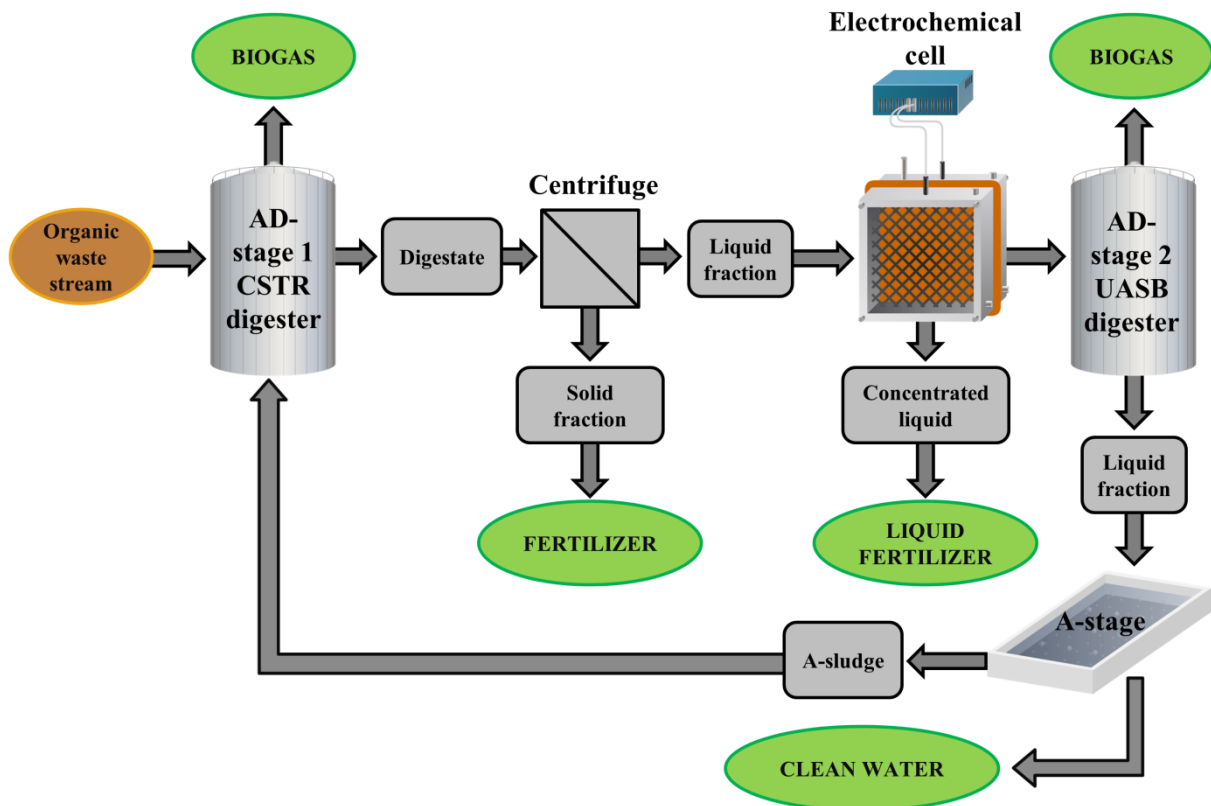 Electrochemical
cell
BIOGAS
BIOGAS
Organic
waste
stream
AD-
stage 1
CSTR
digester
Digestate
Centrifuge
Liquid
fraction
AD-
stage 2
UASB
digester
Solid
fraction
Concentrated
liquid
Liquid
fraction
FERTILIZER
LIQUID
FERTILIZER
A-stage
A-sludge
CLEAN WATER